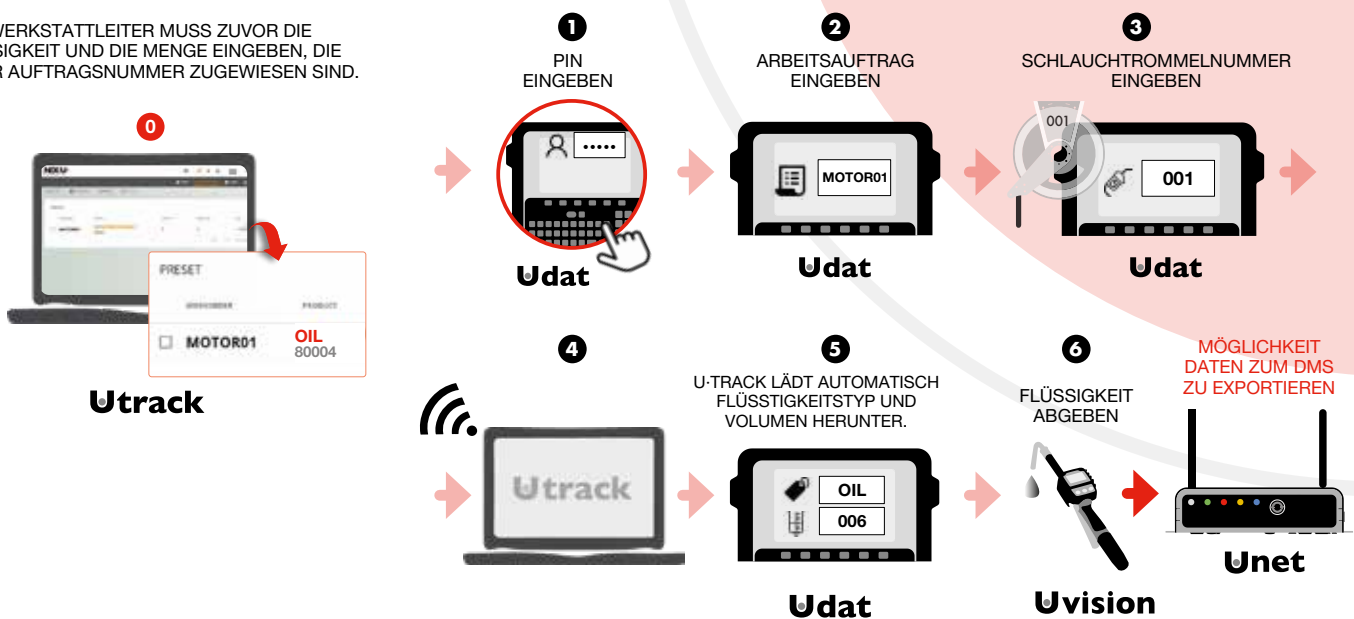 WERKSTATTLEITER MUSS ZUVOR DIE
SIGKEIT UND DIE MENGE EINGEBEN, DIE
R AUFTRAGSNUMMER ZUGEWIESEN SIND.
0
PRESET
PRODUCT
MOTOR01
OIL
80004
Utrack
1
PIN
EINGEBEN
•••••
Udat
2
ARBEITSAUFTRAG
EINGEBEN
MOTOR01
Udat
3
SCHLAUCHTROMMELNUMMER
EINGEBEN
001
001
Udat
4
Utrack
5
U·TRACK LÄDT AUTOMATISCH
FLÜSSTIGKEITSTYP UND
VOLUMEN HERUNTER.
OIL
006
Udat
6
FLÜSSIGKEIT
ABGEBEN
Uvision
MÖGLICHKEIT
DATEN ZUM DMS
ZU EXPORTIEREN
Unet